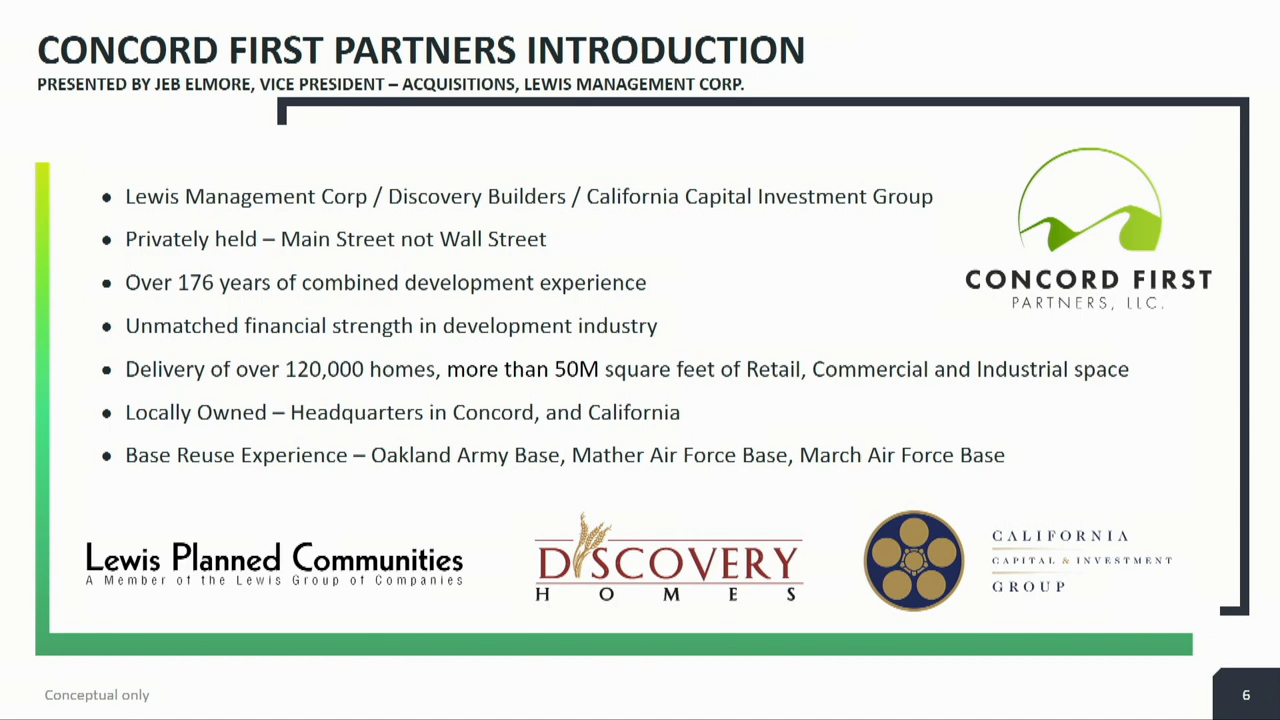 CONCORD FIRST PARTNERS INTRODUCTION
PRESENTED BY JEB ELMORE, VICE PRESIDENT – ACQUISITIONS, LEWIS MANAGEMENT CORP.
• Lewis Management Corp / Discovery Builders / California Capital Investment Group
• Privately held – Main Street not Wall Street
• Over 176 years of combined development experience
• Unmatched financial strength in development industry
• Delivery of over 120,000 homes, more than 50M square feet of Retail, Commercial and Industrial space
• Locally Owned – Headquarters in Concord, and California
• Base Reuse Experience – Oakland Army Base, Mather Air Force Base, March Air Force Base
CONCORD FIRST
PARTNERS, LLC.
Lewis Planned Communities
A Member of the Lewis Group of Companies
DISCOVERY
HOMES
CALIFORNIA
CAPITAL & INVESTMENT
GROUP
Conceptual only
6